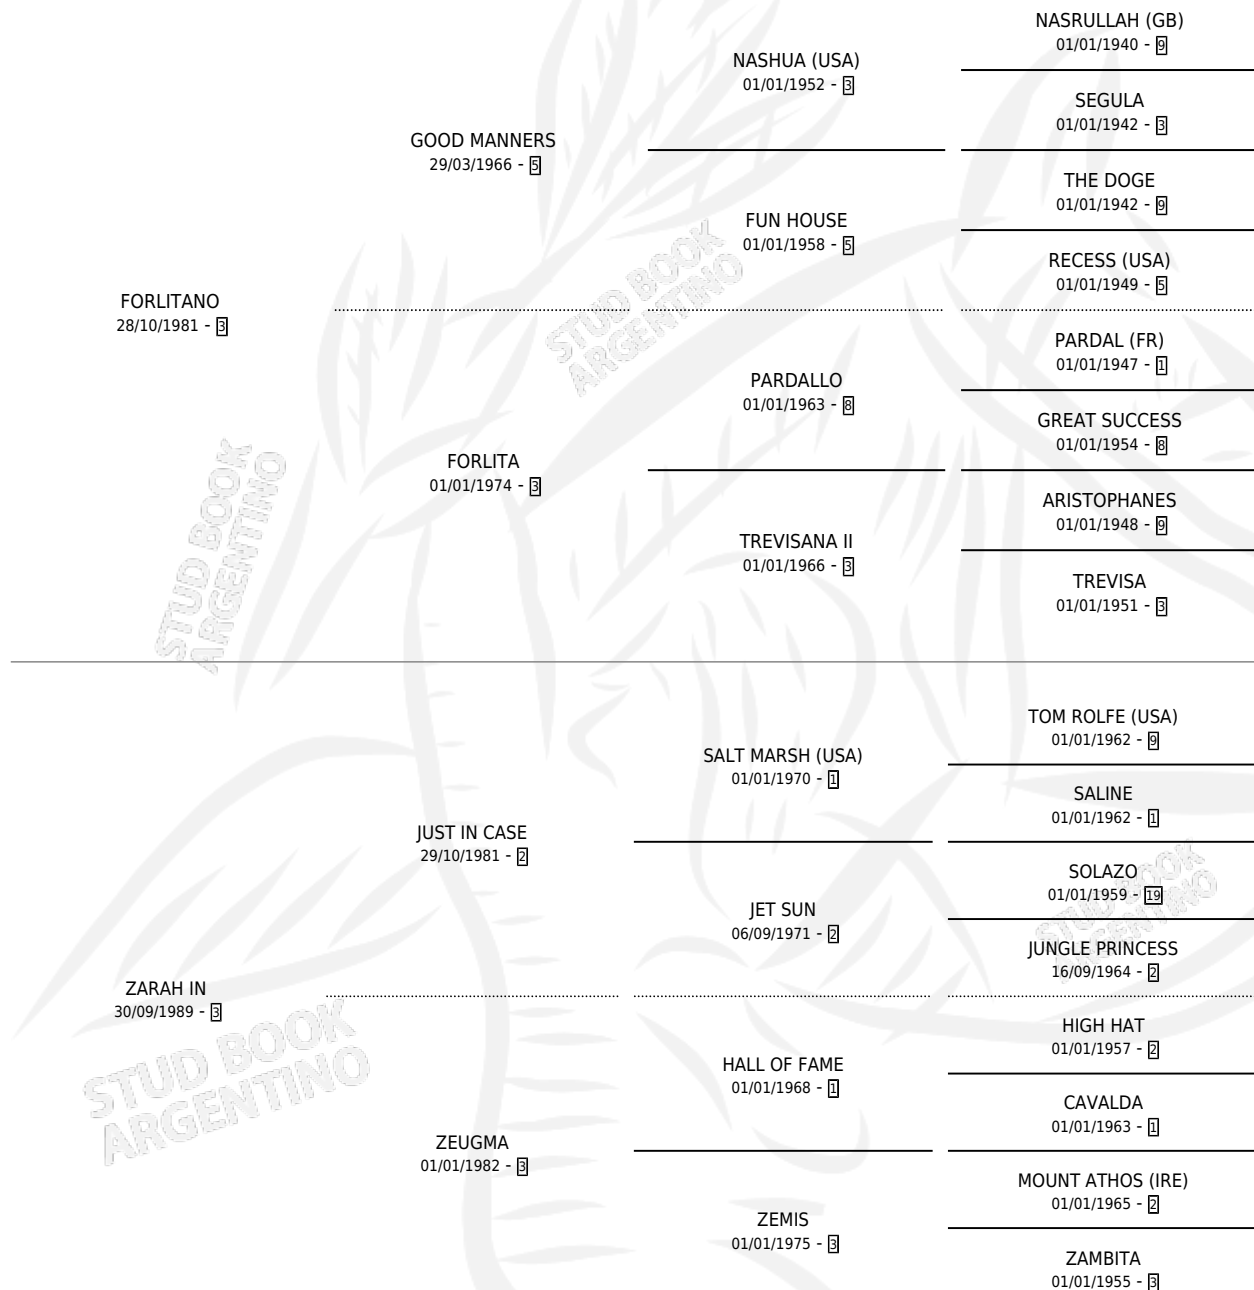 NASRULLAH (GB)
01/01/1940 - 9
NASHUA (USA)
01/01/1952 - 3
SEGULA
01/01/1942 - 3
GOOD MANNERS
29/03/1966 - 5
THE DOGE
01/01/1942 - 9
FUN HOUSE
01/01/1958 - 5
RECESS (USA)
01/01/1949 - 5
FORLITANO
28/10/1981 - 3
PARDAL (FR)
01/01/1947 - 1
PARDALLO
01/01/1963 - 8
GREAT SUCCESS
01/01/1954 - 8
FORLITA
01/01/1974 - 3
ARISTOPHANES
01/01/1948 - 9
TREVISANA II
01/01/1966 - 3
TREVISA
01/01/1951 - 3
TOM ROLFE (USA)
01/01/1962 - 9
SALT MARSH (USA)
01/01/1970 - 1
SALINE
01/01/1962 - 1
JUST IN CASE
29/10/1981 - 2
SOLAZO
01/01/1959 - 19
JET SUN
06/09/1971 - 2
JUNGLE PRINCESS
16/09/1964 - 2
ZARAH IN
30/09/1989 - 3
HIGH HAT
01/01/1957 - 2
HALL OF FAME
01/01/1968 - 1
CAVALDA
01/01/1963 - 1
ZEUGMA
01/01/1982 - 3
MOUNT ATHOS (IRE)
01/01/1965 - 2
ZEMIS
01/01/1975 - 3
ZAMBITA
01/01/1955 - 3
STUD BOOK
ARGENTINO
STUD BOOK
ARGENTINO
STUD BOOK
ARGENTINO
STUD BOOK
ARGENTINO